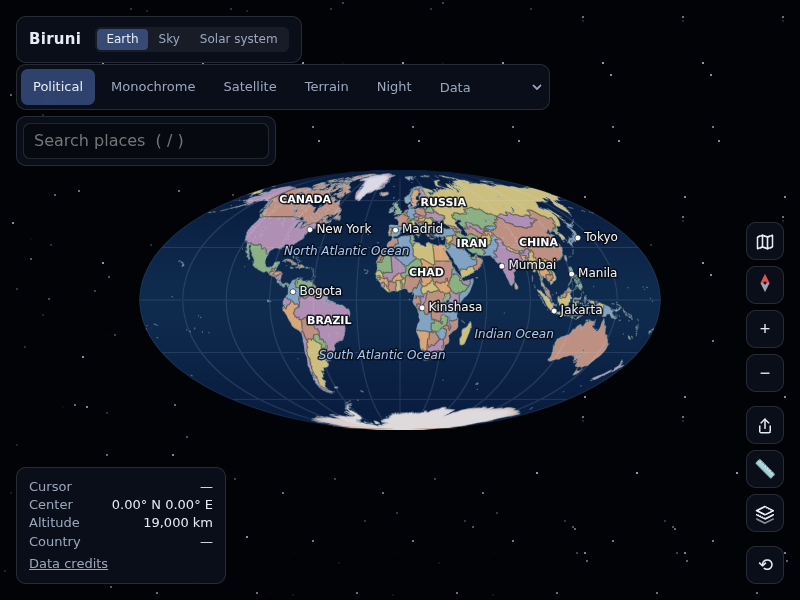 Biruni Earth Sky Solar system
Political Monochrome Satellite Terrain Night Data
Search places ( / )
CANADA
RUSSIA
New York
Madrid
Tokyo
North Atlantic Ocean
IRAN
CHINA
Mumbai
CHAD
Manila
Bogota
Kinshasa
Jakarta
BRAZIL
Indian Ocean
South Atlantic Ocean
Cursor —
Center 0.00° N 0.00° E
Altitude 19,000 km
Country —
Data credits